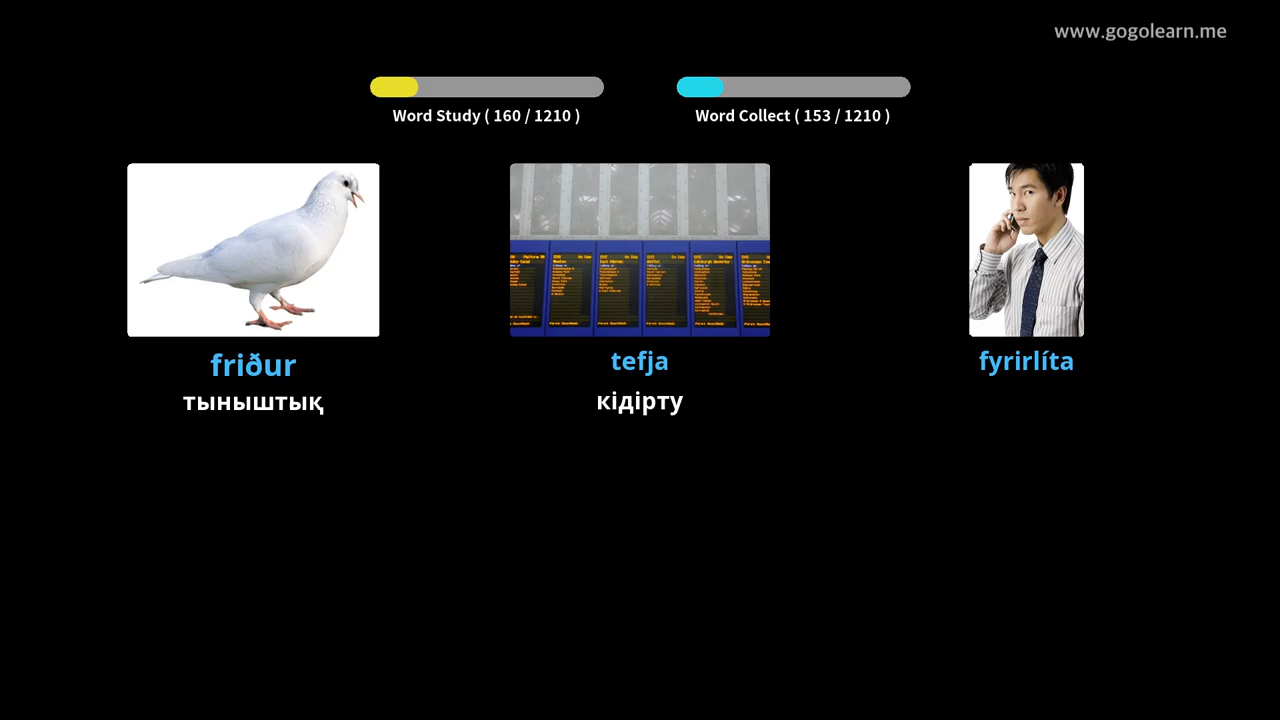 www.gogolearn.me
Word Study ( 160 / 1210 )
Word Collect ( 153 / 1210 )
friður
tefja
fyrirlíta
тыныштық
кідірту